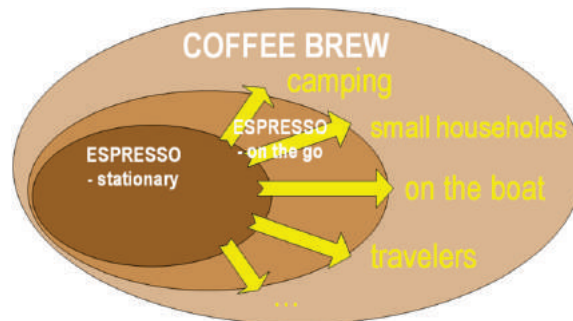 COFFEE BREW
camping
ESPRESSO
- on the go
small households
ESPRESSO
- stationary
on the boat
travelers
...